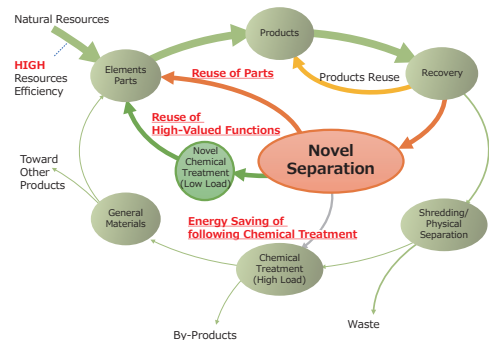 Natural Resources
HIGH
Resources
Efficiency
Elements
Parts
Products
Recovery
Products Reuse
Reuse of Parts
Reuse of
High-Valued Functions
Novel
Chemical
Treatment
(Low Load)
Novel
Separation
Toward
Other
Products
General
Materials
Energy Saving of
following Chemical Treatment
Shredding/
Physical
Separation
Chemical
Treatment
(High Load)
By-Products
Waste